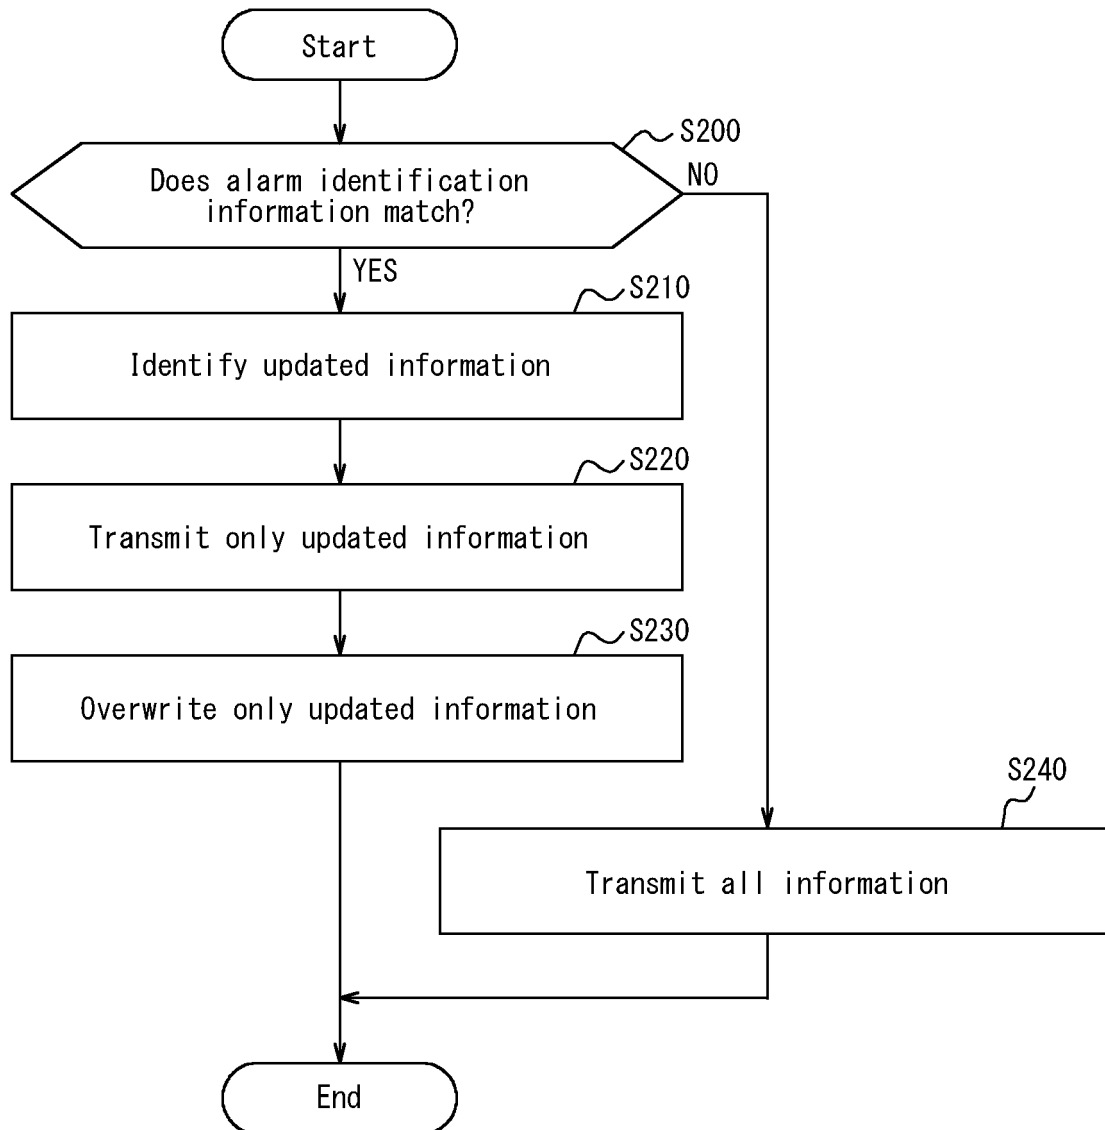 Start
S200
Does alarm identification
information match?
NO
YES
S210
Identify updated information
S220
Transmit only updated information
S230
Overwrite only updated information
S240
Transmit all information
End